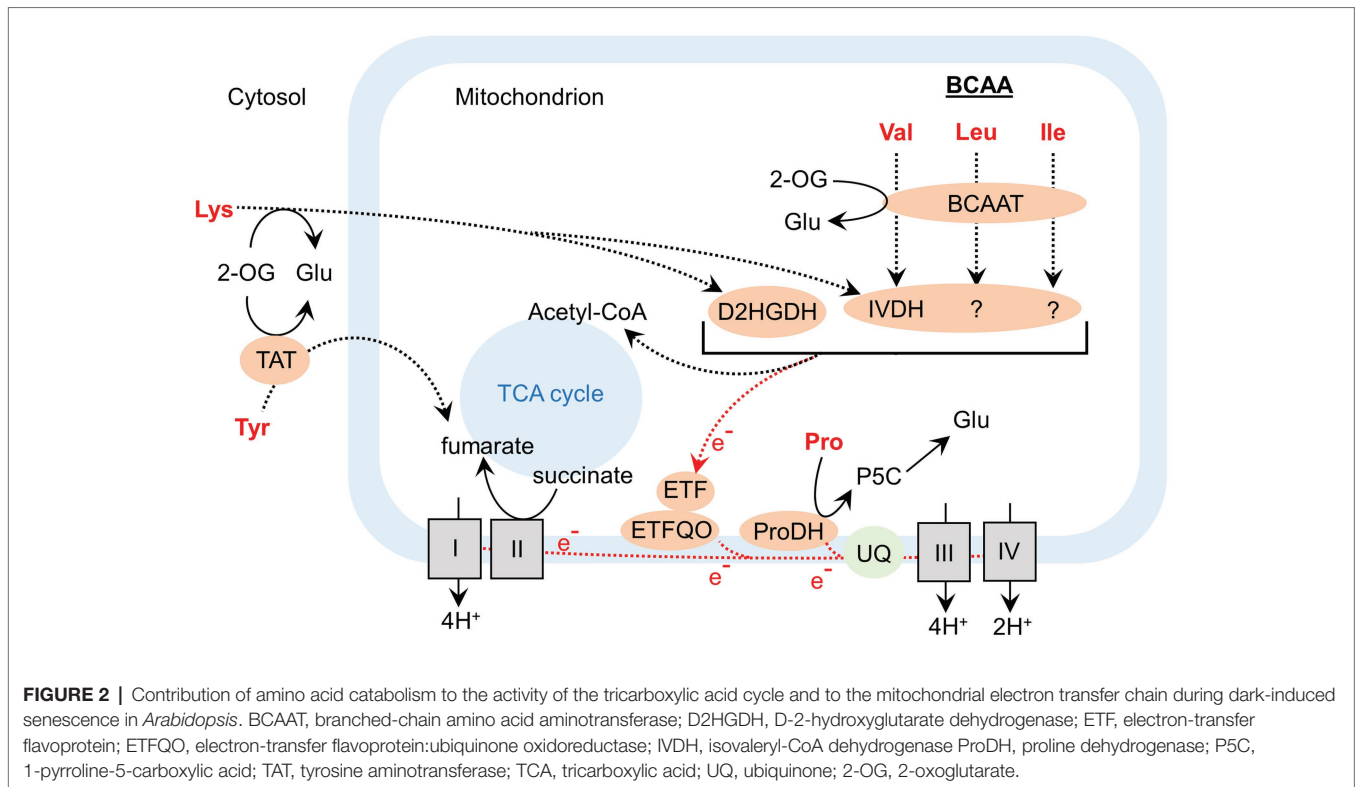 BCAA
Cytosol
Mitochondrion
Val
Leu
Ile
2-OG
BCAAT
Glu
Lys
2-OG
Glu
D2HGDH
IVDH
?
?
Acetyl-CoA
TAT
TCA cycle
Tyr
Glu
e-
Pro
fumarate
P5C
succinate
ETF
ETFQO
ProDH
I
II
e-
UQ
III
IV
e-
e-
4H+
4H+
2H+
FIGURE 2 | Contribution of amino acid catabolism to the activity of the tricarboxylic acid cycle and to the mitochondrial electron transfer chain during dark-induced
senescence in Arabidopsis. BCAAT, branched-chain amino acid aminotransferase; D2HGDH, D-2-hydroxyglutarate dehydrogenase; ETF, electron-transfer
flavoprotein; ETFQO, electron-transfer flavoprotein:ubiquinone oxidoreductase; IVDH, isovaleryl-CoA dehydrogenase ProDH, proline dehydrogenase; P5C,
1-pyrroline-5-carboxylic acid; TAT, tyrosine aminotransferase; TCA, tricarboxylic acid; UQ, ubiquinone; 2-OG, 2-oxoglutarate.